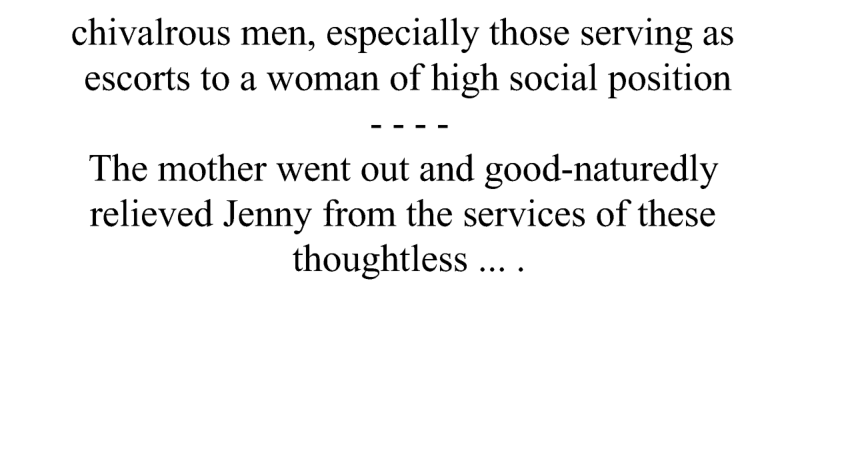 chivalrous men, especially those serving as
escorts to a woman of high social position
- - - -
The mother went out and good-naturedly
relieved Jenny from the services of these
thoughtless ... .